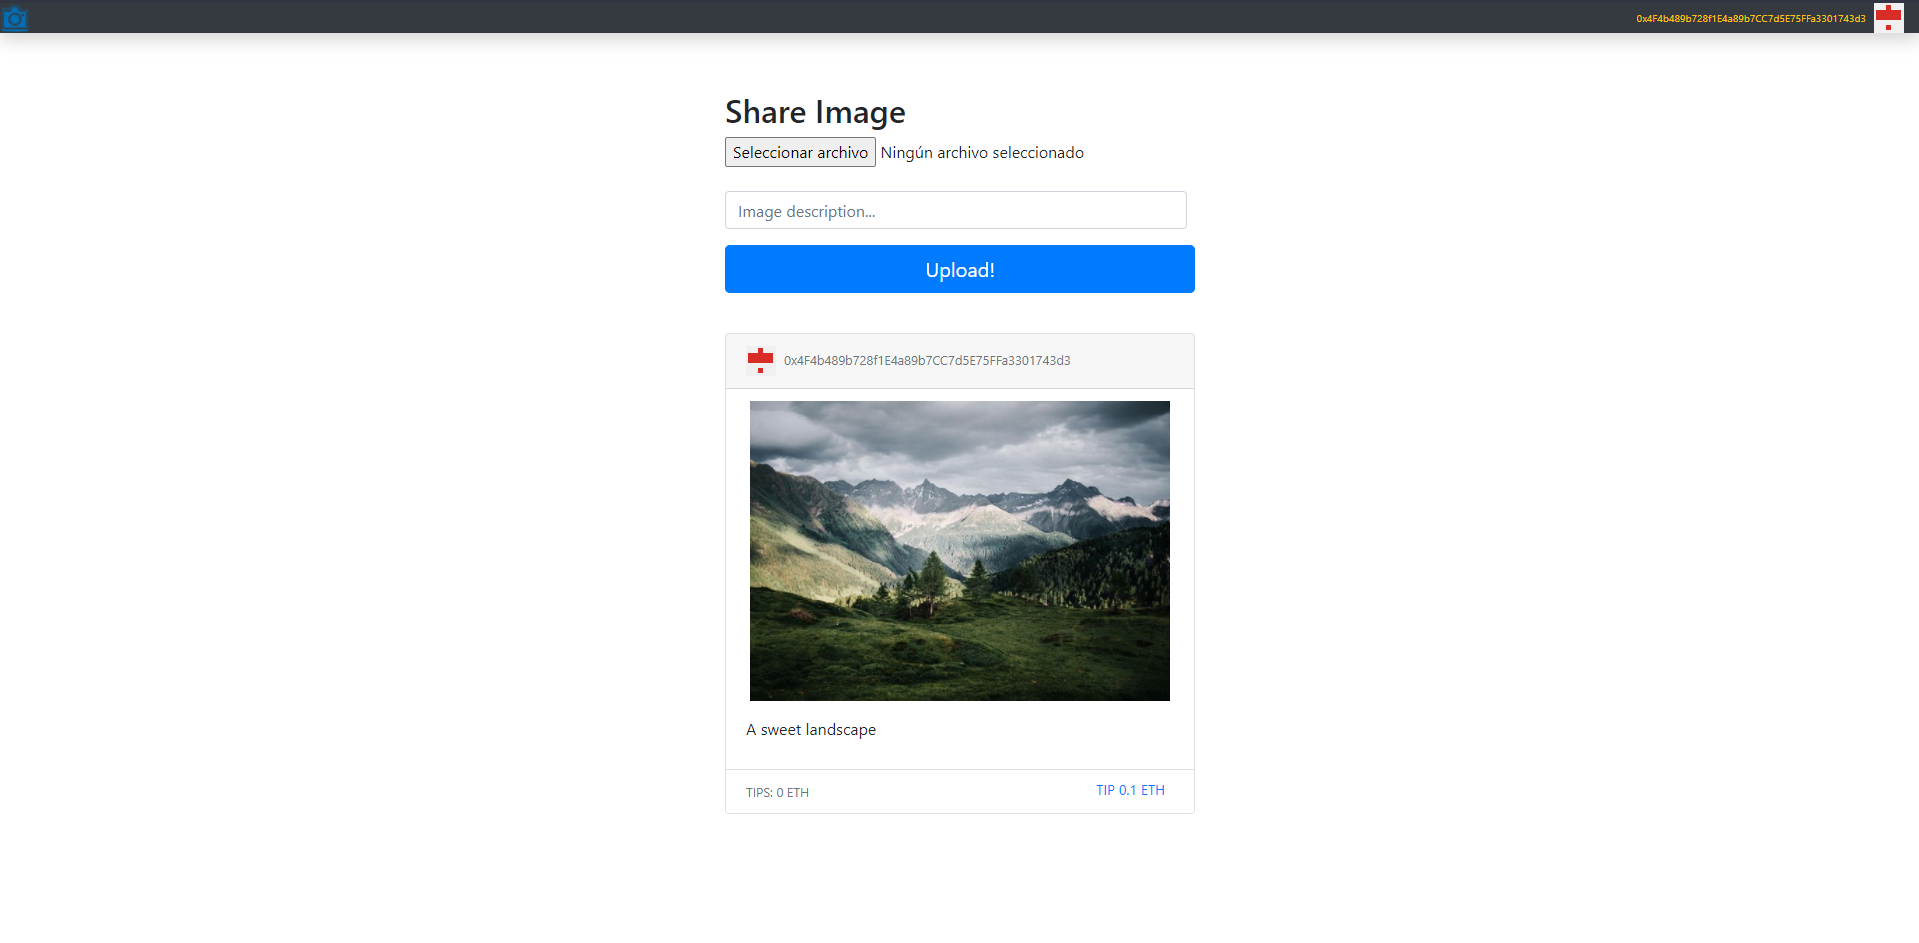 0x4F4b489b728f1E4a89b7CC7d5E75FFa3301743d3
Share Image
Seleccionar archivo Ningún archivo seleccionado
Image description...
Upload!
0x4F4b489b728f1E4a89b7CC7d5E75FFa3301743d3
A sweet landscape
TIPS: 0 ETH
TIP 0.1 ETH